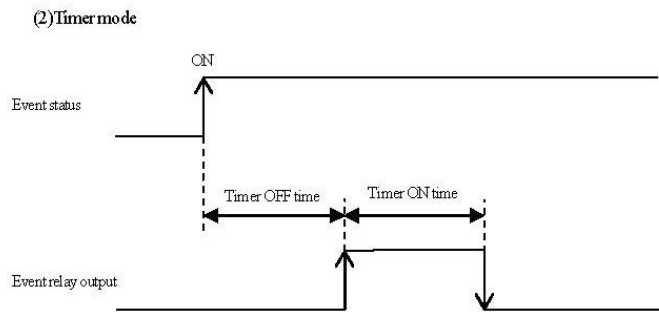 (2)Timer mode
ON
Event status
Timer OFF time
Timer ON time
Event relay output